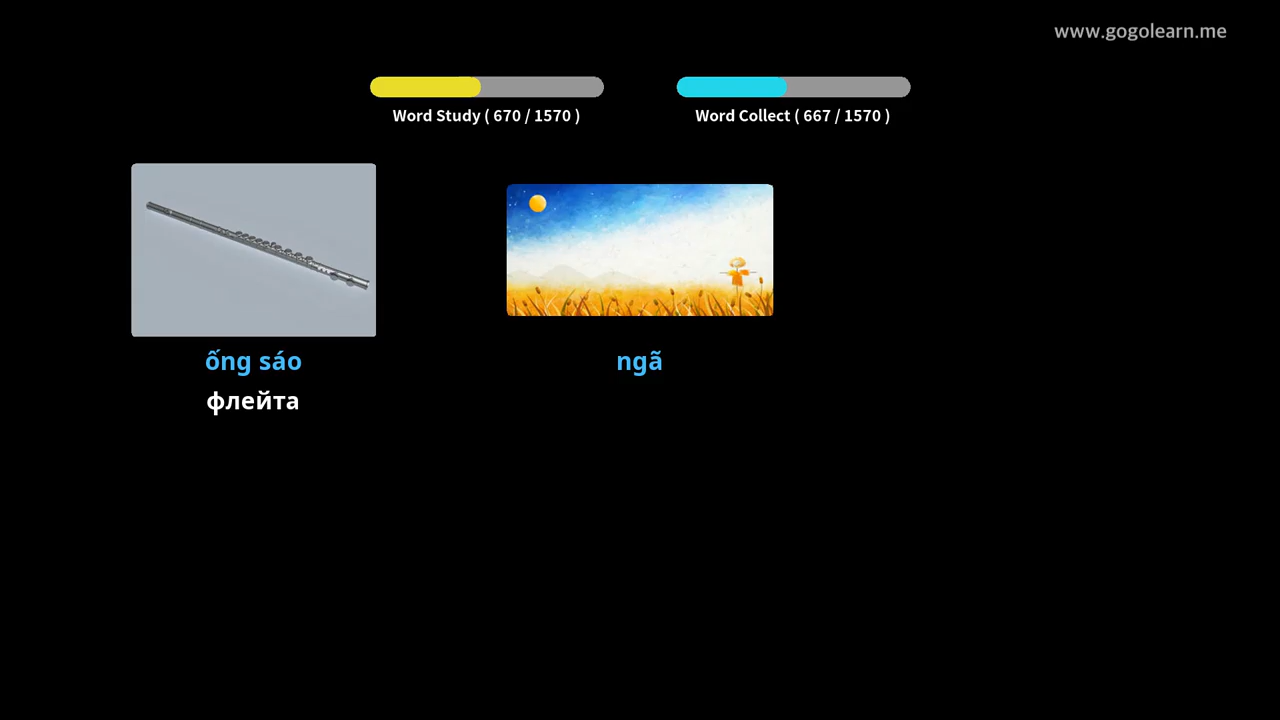 www.gogolearn.me
Word Study ( 670 / 1570 )
Word Collect ( 667 / 1570 )
ống sáo
флейта
ngã